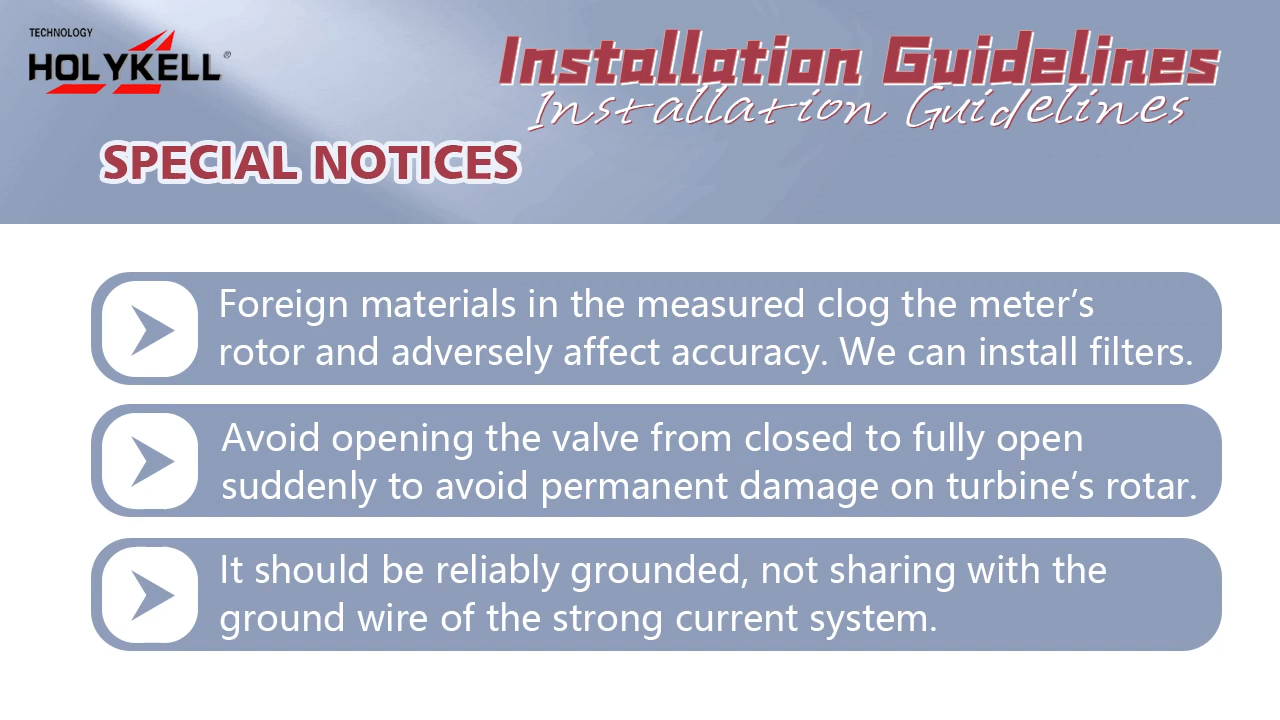 TECHNOLOGY
HOLYKELL®
Installation Guidelines
Installation Guidelines
SPECIAL NOTICES
Foreign materials in the measured clog the meter’s
rotor and adversely affect accuracy. We can install filters.
Avoid opening the valve from closed to fully open
suddenly to avoid permanent damage on turbine’s rotar.
It should be reliably grounded, not sharing with the
ground wire of the strong current system.